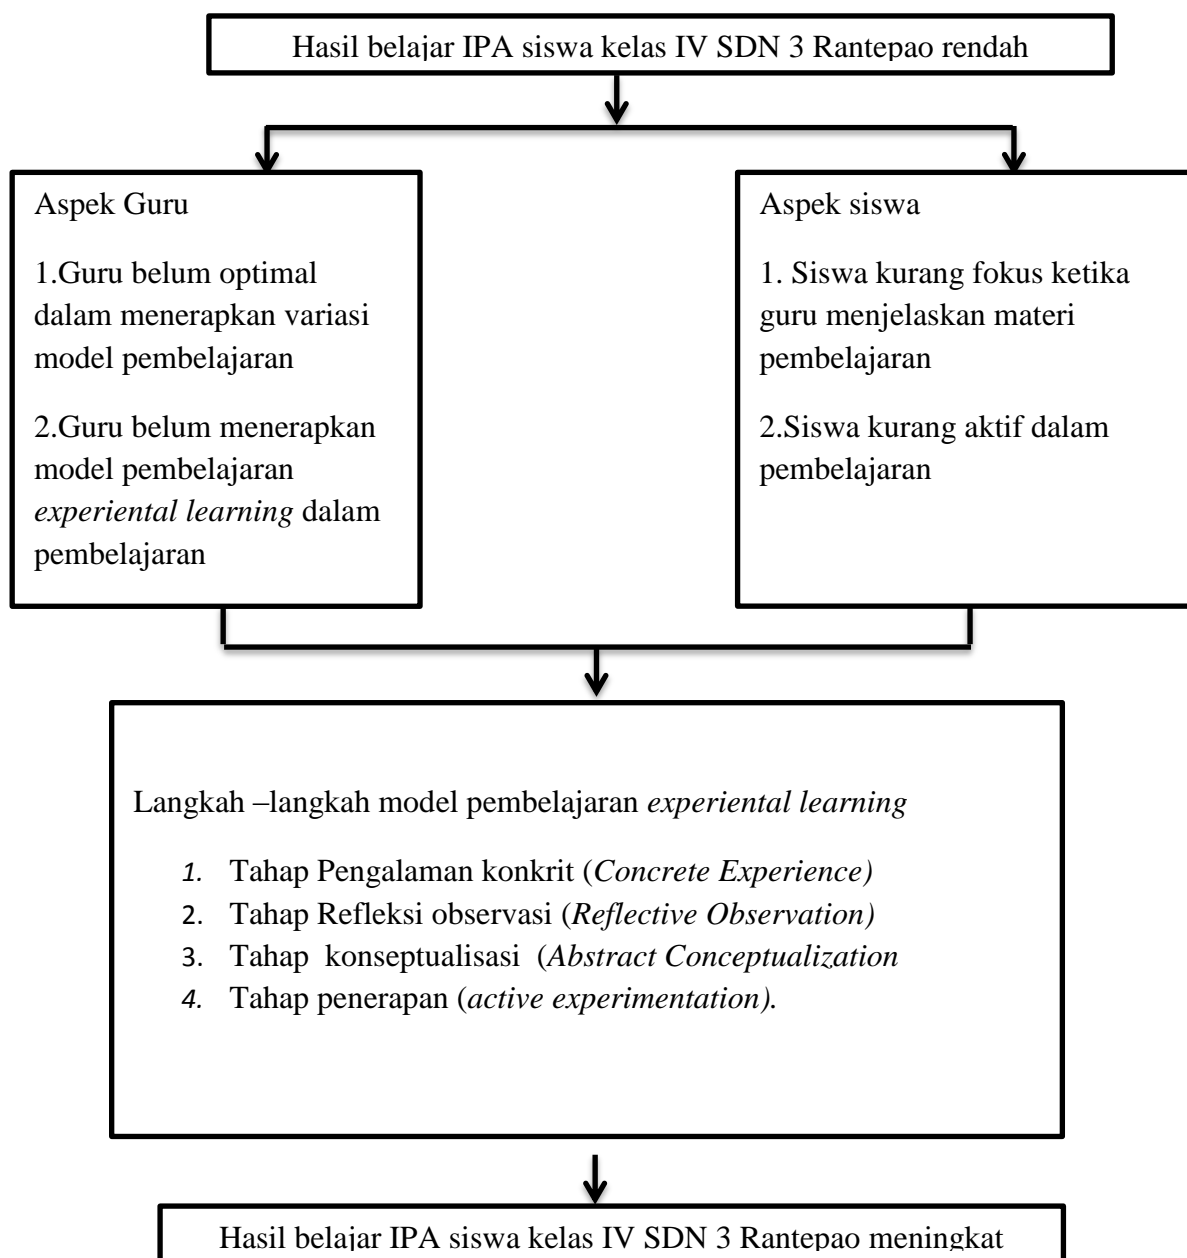 Hasil belajar IPA siswa kelas IV SDN 3 Rantepao rendah
Aspek Guru
1.Guru belum optimal
dalam menerapkan variasi
model pembelajaran
2.Guru belum menerapkan
model pembelajaran
experiental learning dalam
pembelajaran
Aspek siswa
1. Siswa kurang fokus ketika
guru menjelaskan materi
pembelajaran
2.Siswa kurang aktif dalam
pembelajaran
Langkah –langkah model pembelajaran experiental learning
1. Tahap Pengalaman konkrit (Concrete Experience)
2. Tahap Refleksi observasi (Reflective Observation)
3. Tahap konseptualisasi (Abstract Conceptualization
4. Tahap penerapan (active experimentation).
Hasil belajar IPA siswa kelas IV SDN 3 Rantepao meningkat